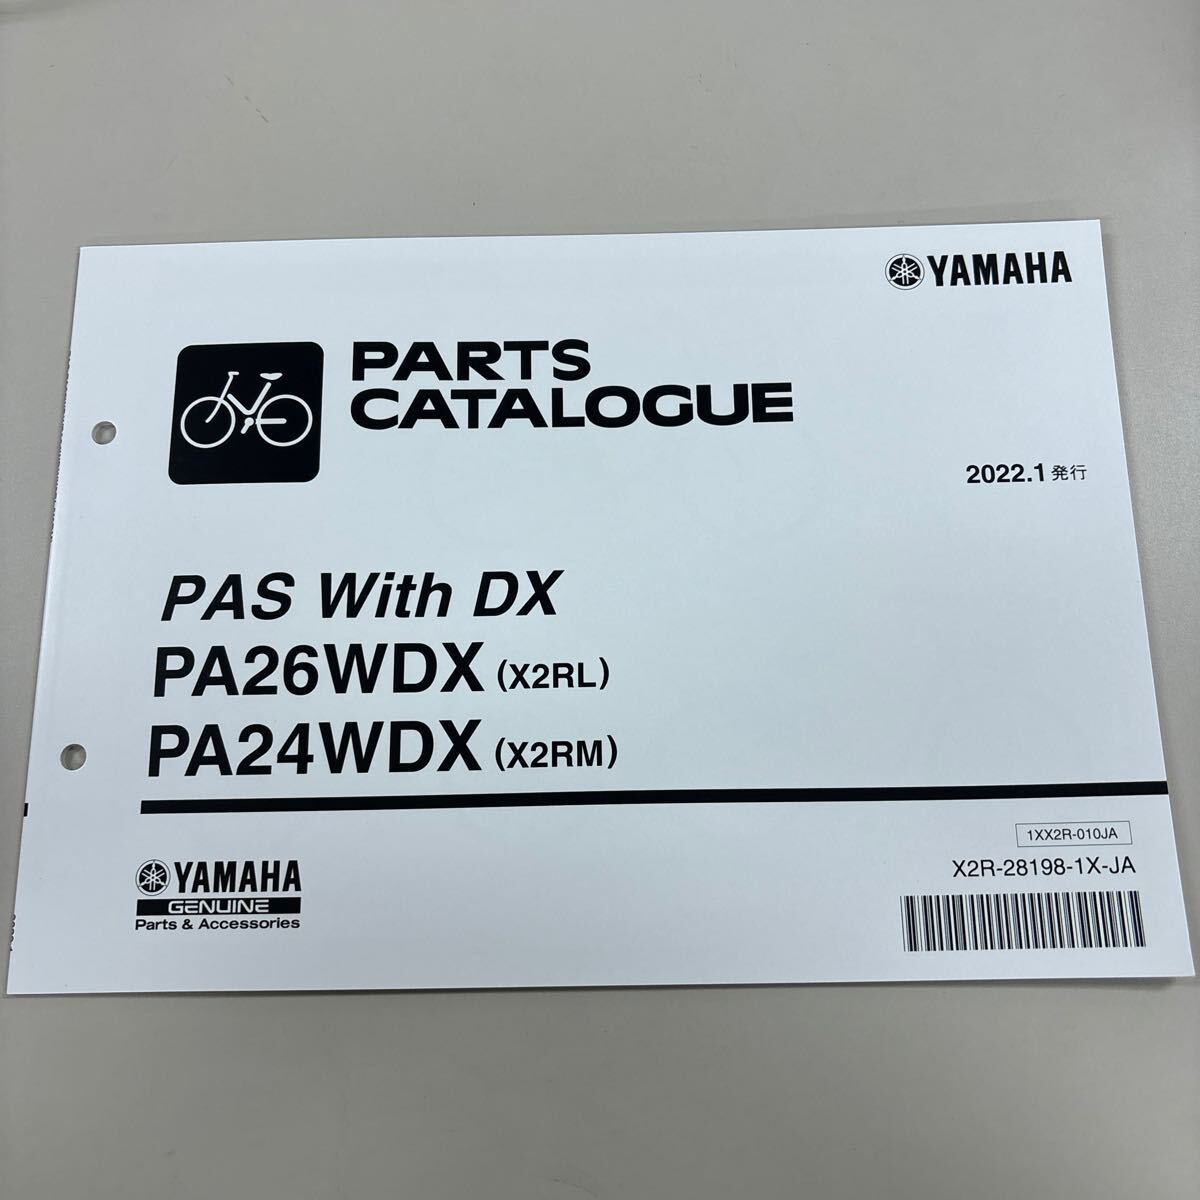 YAMAHA
PARTS
CATALOGUE
2022.1 発行
PAS With DX
PA26WDX (X2RL)
PA24WDX (X2RM)
1XX2R-010JA
X2R-28198-1X-JA
YAMAHA
GENUINE
Parts & Accessories